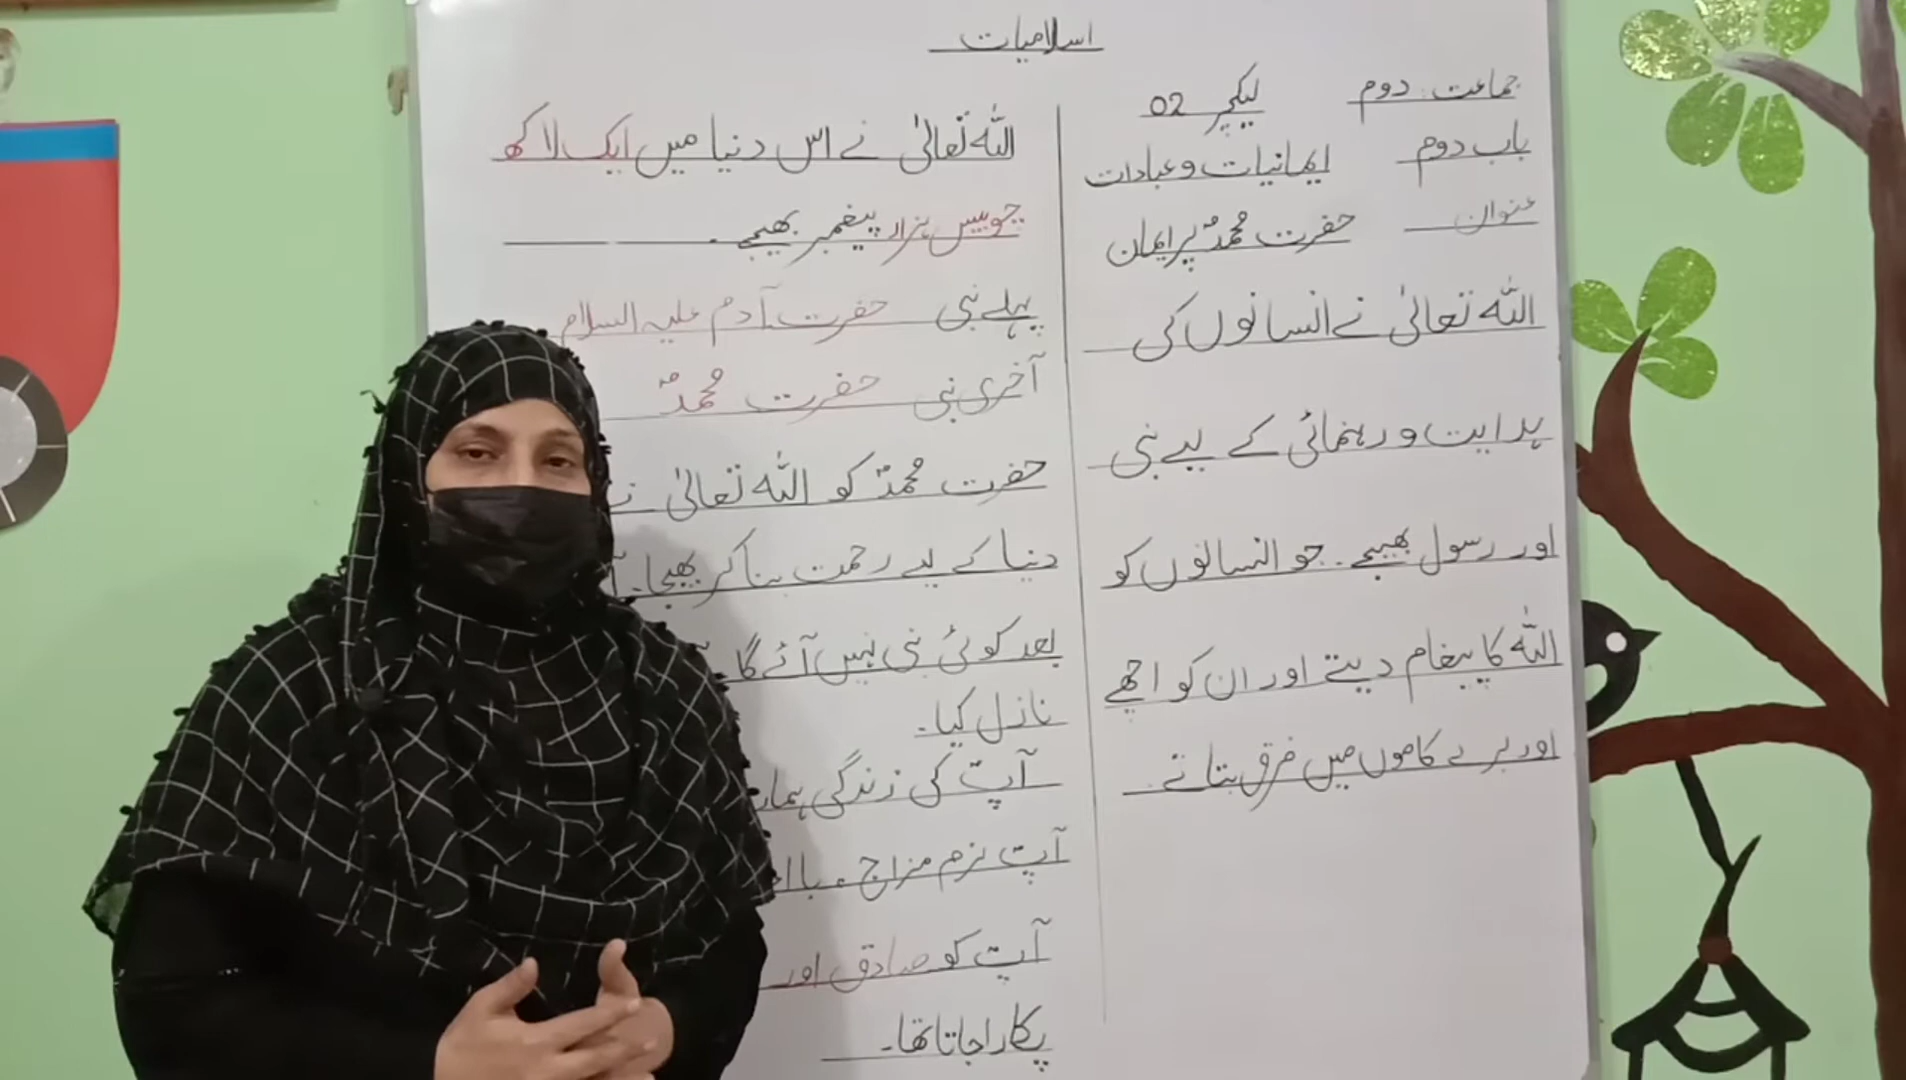 اسلامیات
جماعت: دوم لیکچر 02
باب دوم ایمانیات و عبادات
عنوان حضرت محمدؐ پر ایمان
اللہ تعالیٰ نے انسانوں کی
ہدایت و رہنمائی کے لیے نبی
اور رسول بھیجے۔ جو انسانوں کو
اللہ کا پیغام دیتے اور ان کو اچھے
اور برے کاموں میں فرق بتاتے۔
اللہ تعالیٰ نے اس دنیا میں ایک لاکھ
چوبیس ہزار پیغمبر بھیجے۔
پہلے نبی حضرت آدم علیہ السلام
آخری نبی حضرت محمدؐ
حضرت محمدؐ کو اللہ تعالیٰ
دنیا کے لیے رحمت بنا کر بھیجا۔
بعد کوئی نبی نہیں آئے گا۔
نازل کیا۔
آپؐ کی زندگی
آپؐ نرم مزاج،
آپؐ کو صادق اور
پکارا جاتا تھا۔